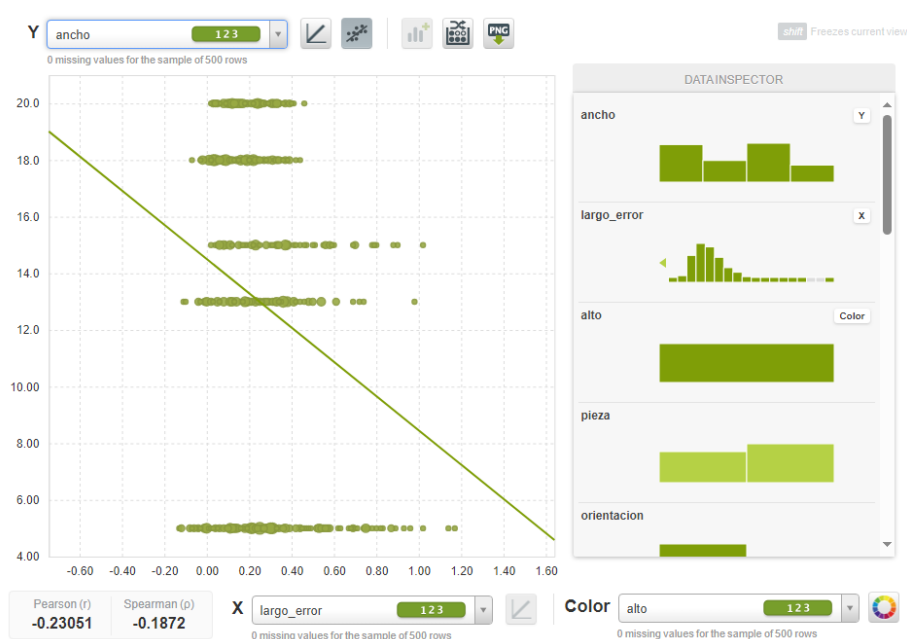 Y ancho 123 PNG shift Freezes current view
0 missing values for the sample of 500 rows
DATAINSPECTOR
20.0
18.0
16.0
14.0
12.0
10.00
8.00
6.00
4.00
-0.60 -0.40 -0.20 0.00 0.20 0.40 0.60 0.80 1.00 1.20 1.40 1.60
ancho Y
largo_error X
alto Color
pieza
orientacion
Pearson (r) Spearman (ρ)
-0.23051 -0.1872
X largo_error 123
0 missing values for the sample of 500 rows
Color alto 123
0 missing values for the sample of 500 rows